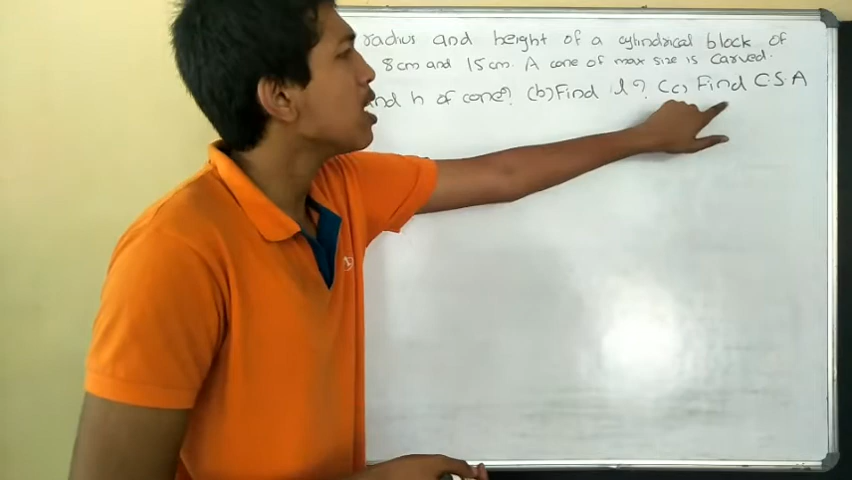 radius and height of a cylindrical block of
8cm and 15cm. A cone of max size is carved.
nd h of cone? (b) Find l? (c) Find C.S.A